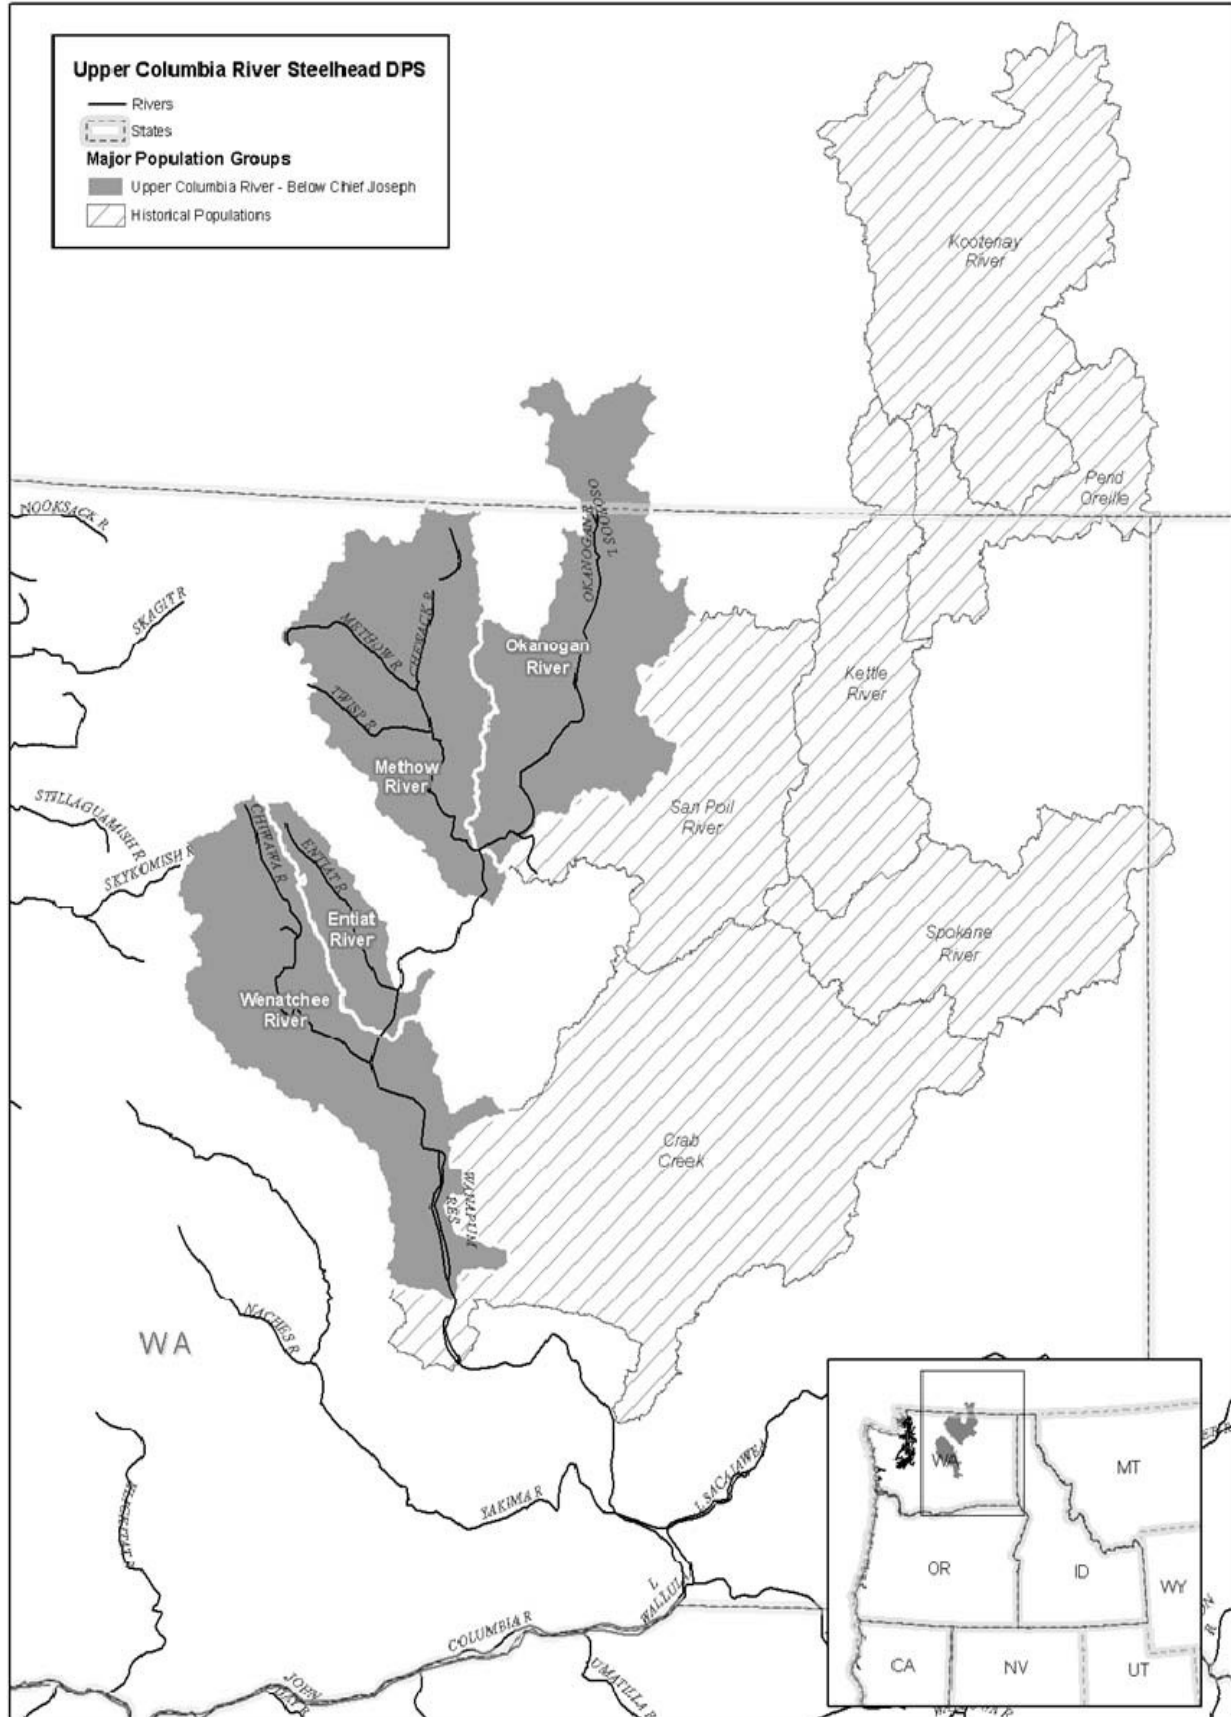 Upper Columbia River Steelhead DPS
Rivers
States
Major Population Groups
Upper Columbia River - Below Chief Joseph
Historical Populations
Kootenay
River
Pend
Oreille
NOOKSACK R
OSOYOOS L
OKANOGAN R
SKAGIT R
METHOW R
CHEWACK R
Okanogan
River
Kettle
River
TWISP R
Methow
River
San Poil
River
STILLAGUAMISH R
SKYKOMISH R
CHIWAWA R
ENTIAT R
Entiat
River
Spokane
River
Wenatchee
River
Crab
Creek
WANAPUM
RES
NACHES R
WA
YAKIMA R
L SACAJAWEA
L
WALLULA
COLUMBIA R
UMATILLA R
JOHN
DAY R
WA
MT
OR
ID
WY
CA
NV
UT